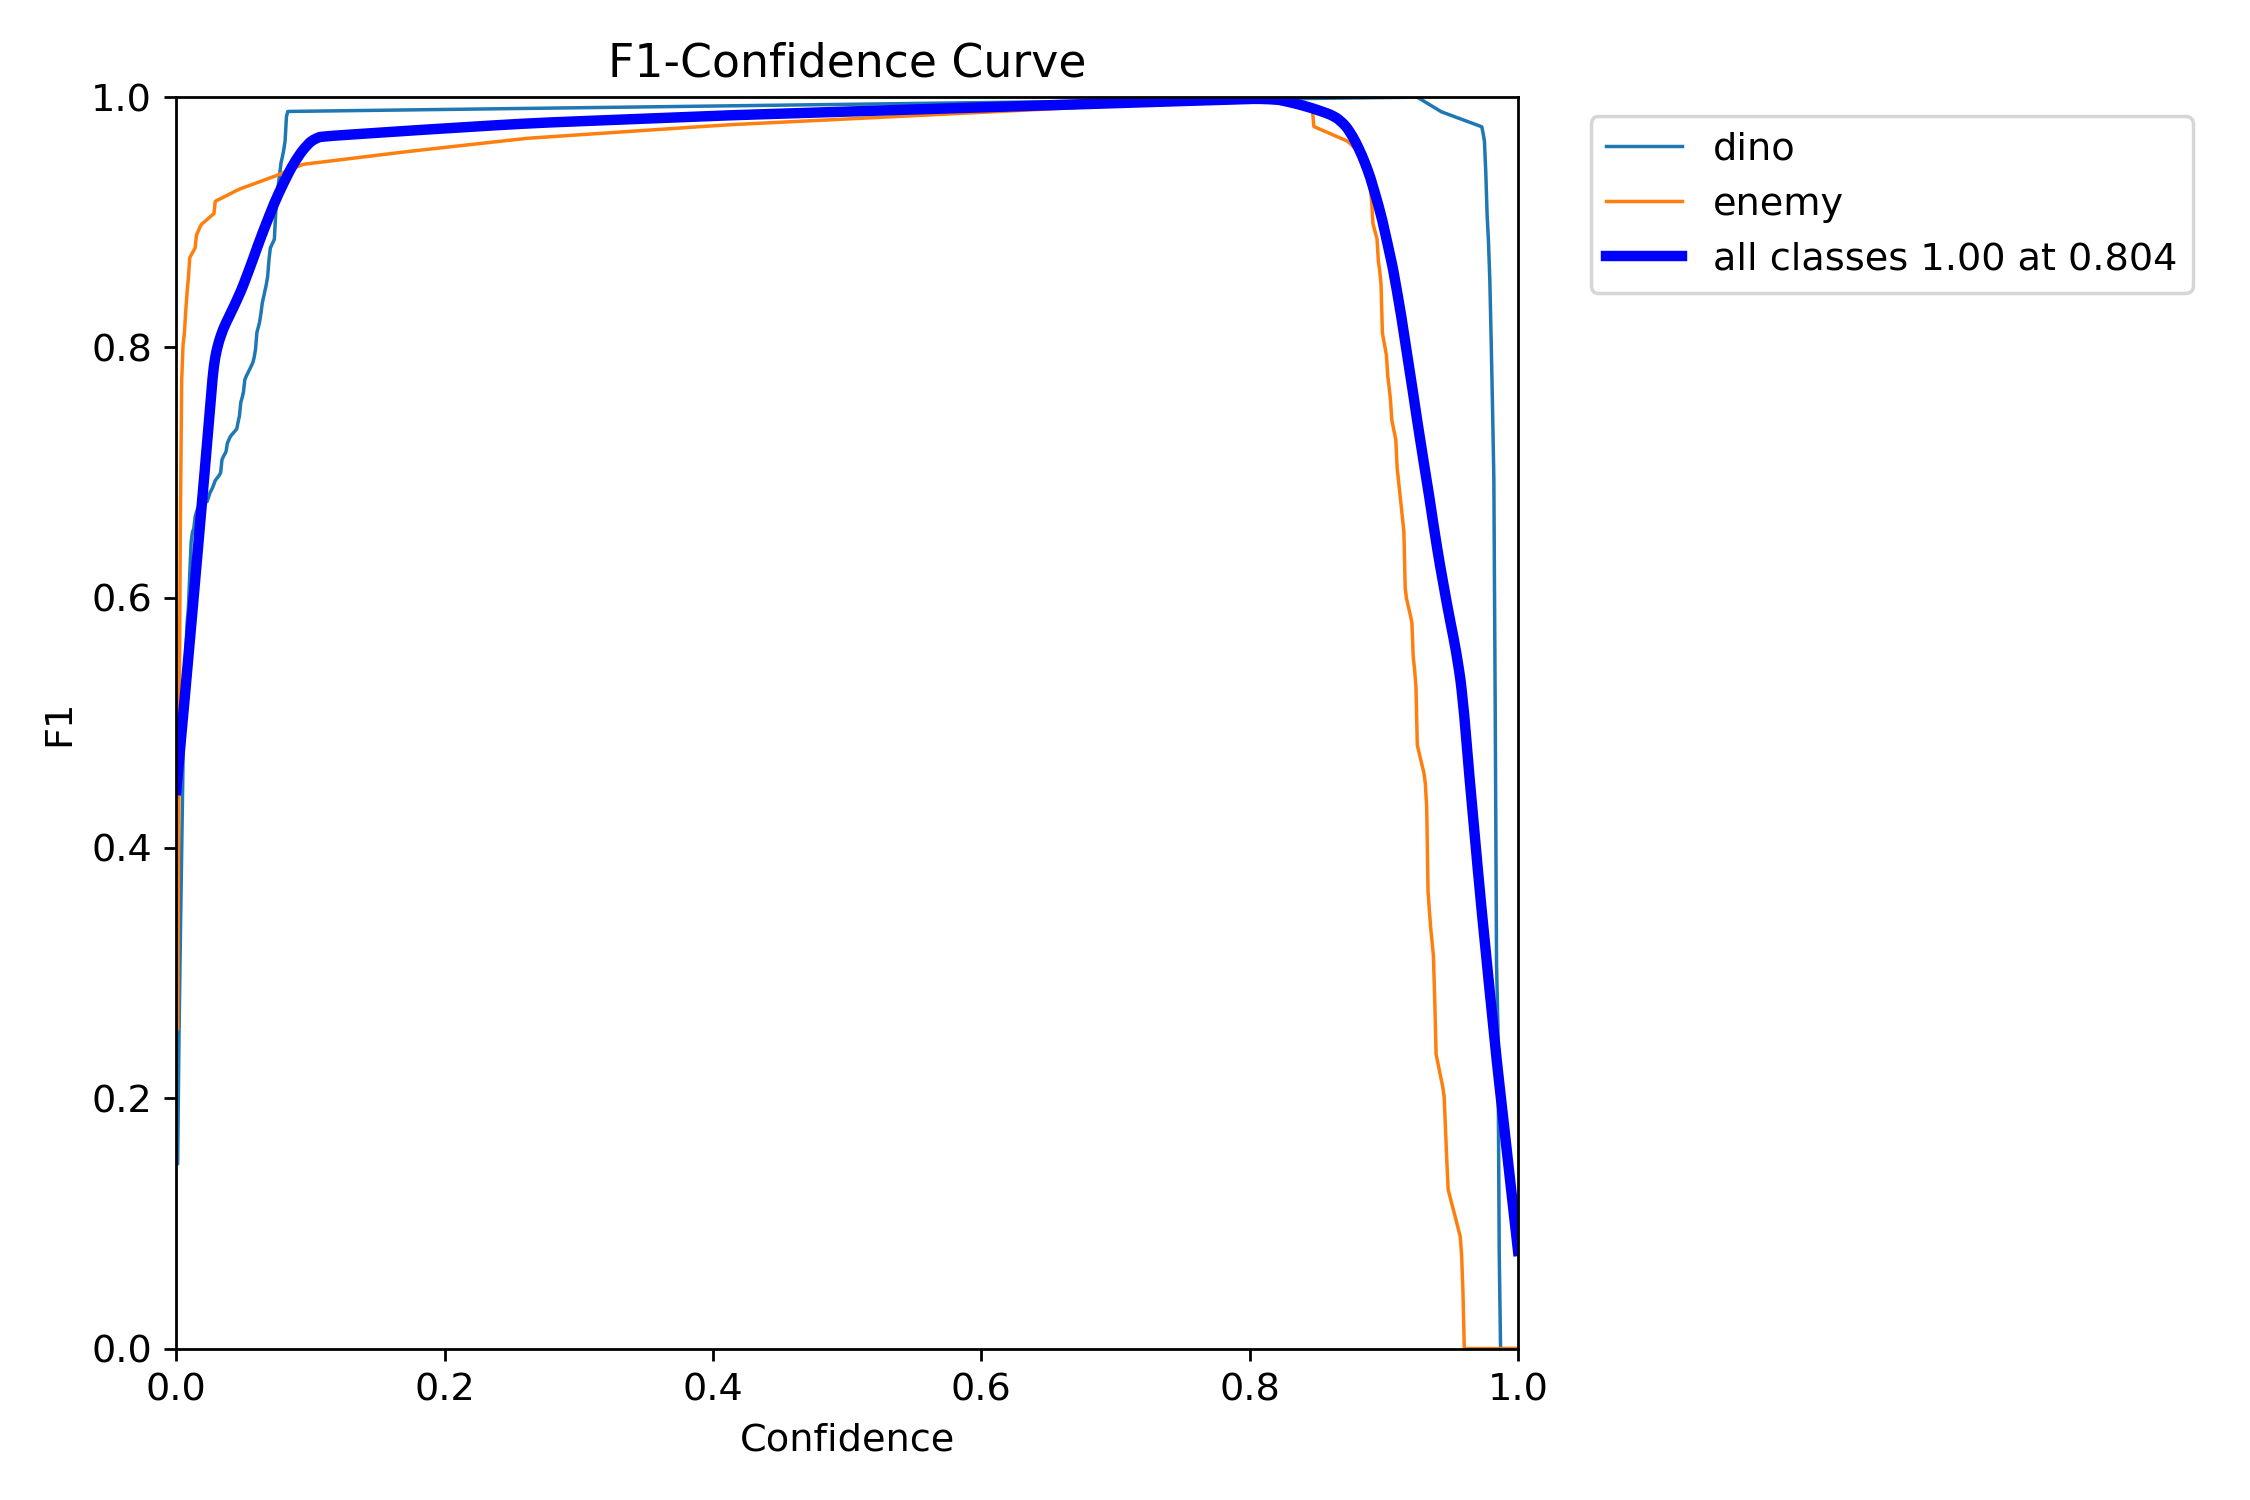 F1-Confidence Curve
1.0
0.8
0.6
0.4
0.2
0.0
F1
0.0 0.2 0.4 0.6 0.8 1.0
Confidence
dino
enemy
all classes 1.00 at 0.804